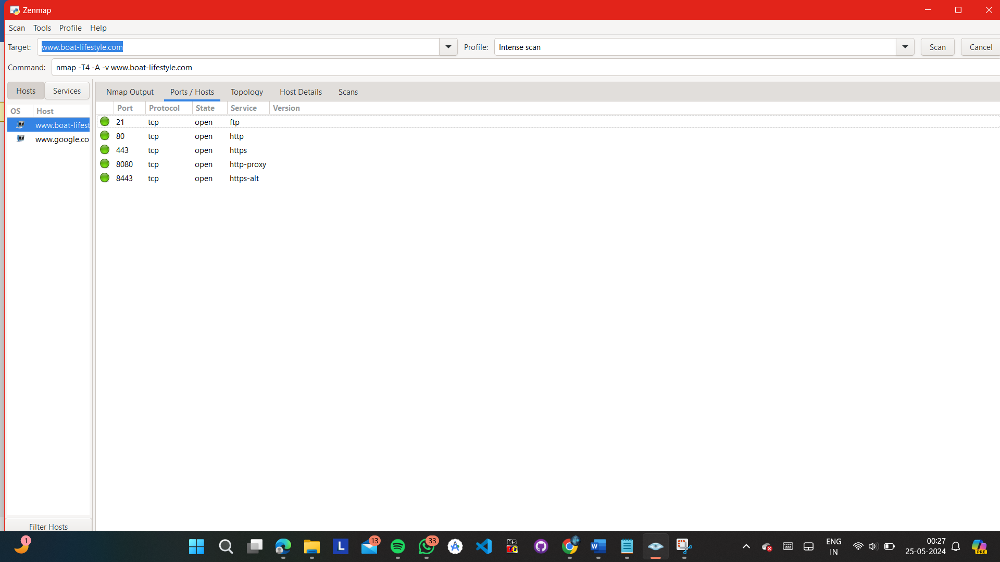 Zenmap
Scan Tools Profile Help
Target: www.boat-lifestyle.com Profile: Intense scan Scan Cancel
Command: nmap -T4 -A -v www.boat-lifestyle.com
Hosts Services Nmap Output Ports / Hosts Topology Host Details Scans
OS Host Port Protocol State Service Version
www.boat-lifest
www.google.co
21 tcp open ftp
80 tcp open http
443 tcp open https
8080 tcp open http-proxy
8443 tcp open https-alt
Filter Hosts
1 L 13 33 Ms W ENG IN 00:27 25-05-2024 PRE